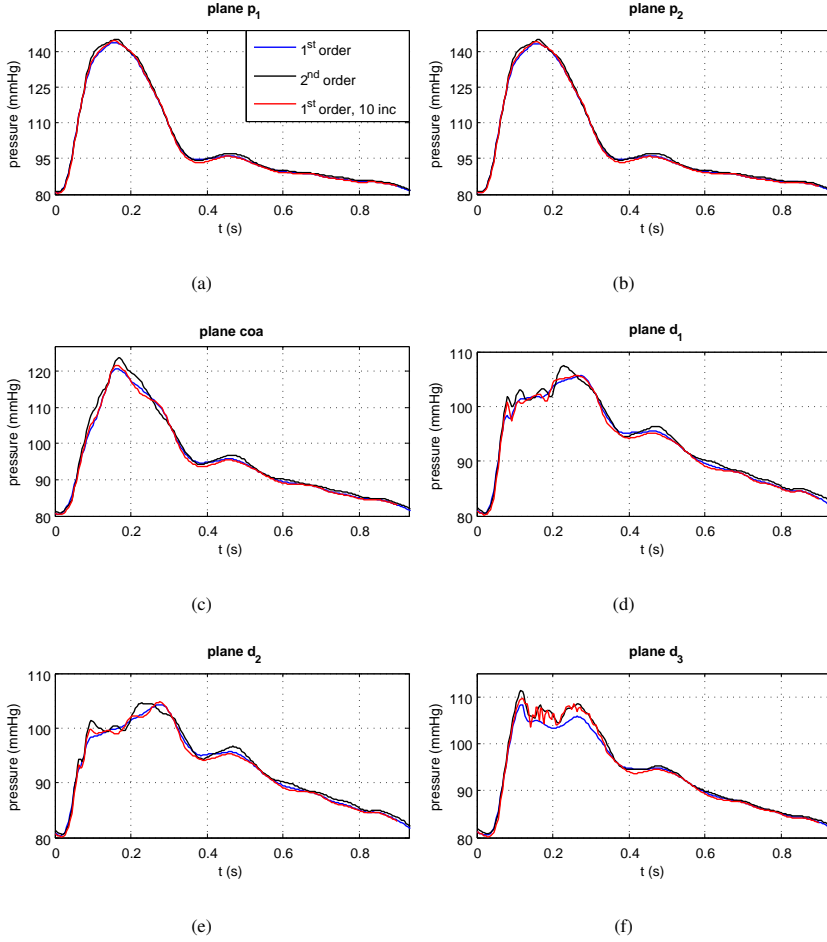 plane p1
pressure (mmHg)
140
125
110
95
80
0
0.2
0.4
0.6
0.8
t (s)
1st order
2nd order
1st order, 10 inc
(a)
plane p2
pressure (mmHg)
140
125
110
95
80
0
0.2
0.4
0.6
0.8
t (s)
(b)
plane coa
pressure (mmHg)
120
110
100
90
80
0
0.2
0.4
0.6
0.8
t (s)
(c)
plane d1
pressure (mmHg)
110
100
90
80
0
0.2
0.4
0.6
0.8
t (s)
(d)
plane d2
pressure (mmHg)
110
100
90
80
0
0.2
0.4
0.6
0.8
t (s)
(e)
plane d3
pressure (mmHg)
110
100
90
80
0
0.2
0.4
0.6
0.8
t (s)
(f)